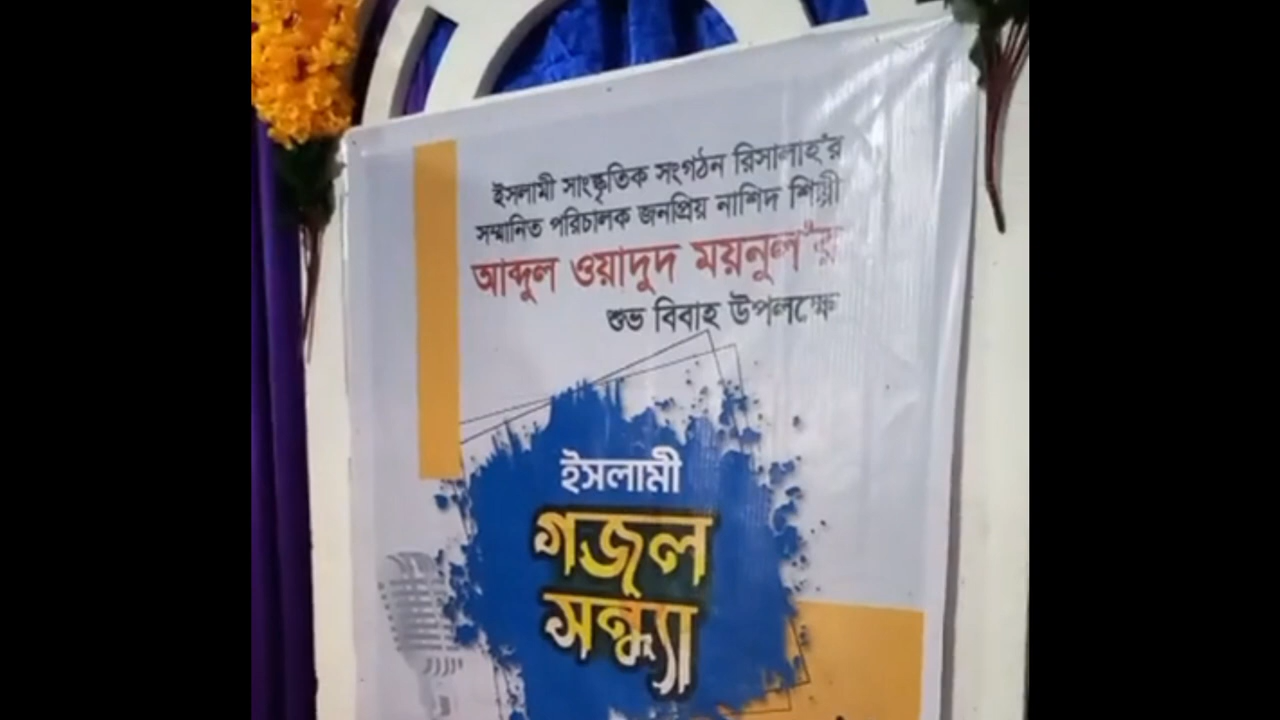 ইসলামী সাংস্কৃতিক সংগঠন রিসালাহ'র
সম্মানিত পরিচালক জনপ্রিয় নাশিদ শিল্পী
আব্দুল ওয়াদুদ ময়নুল'র
শুভ বিবাহ উপলক্ষে
ইসলামী
গজল
সন্ধ্যা